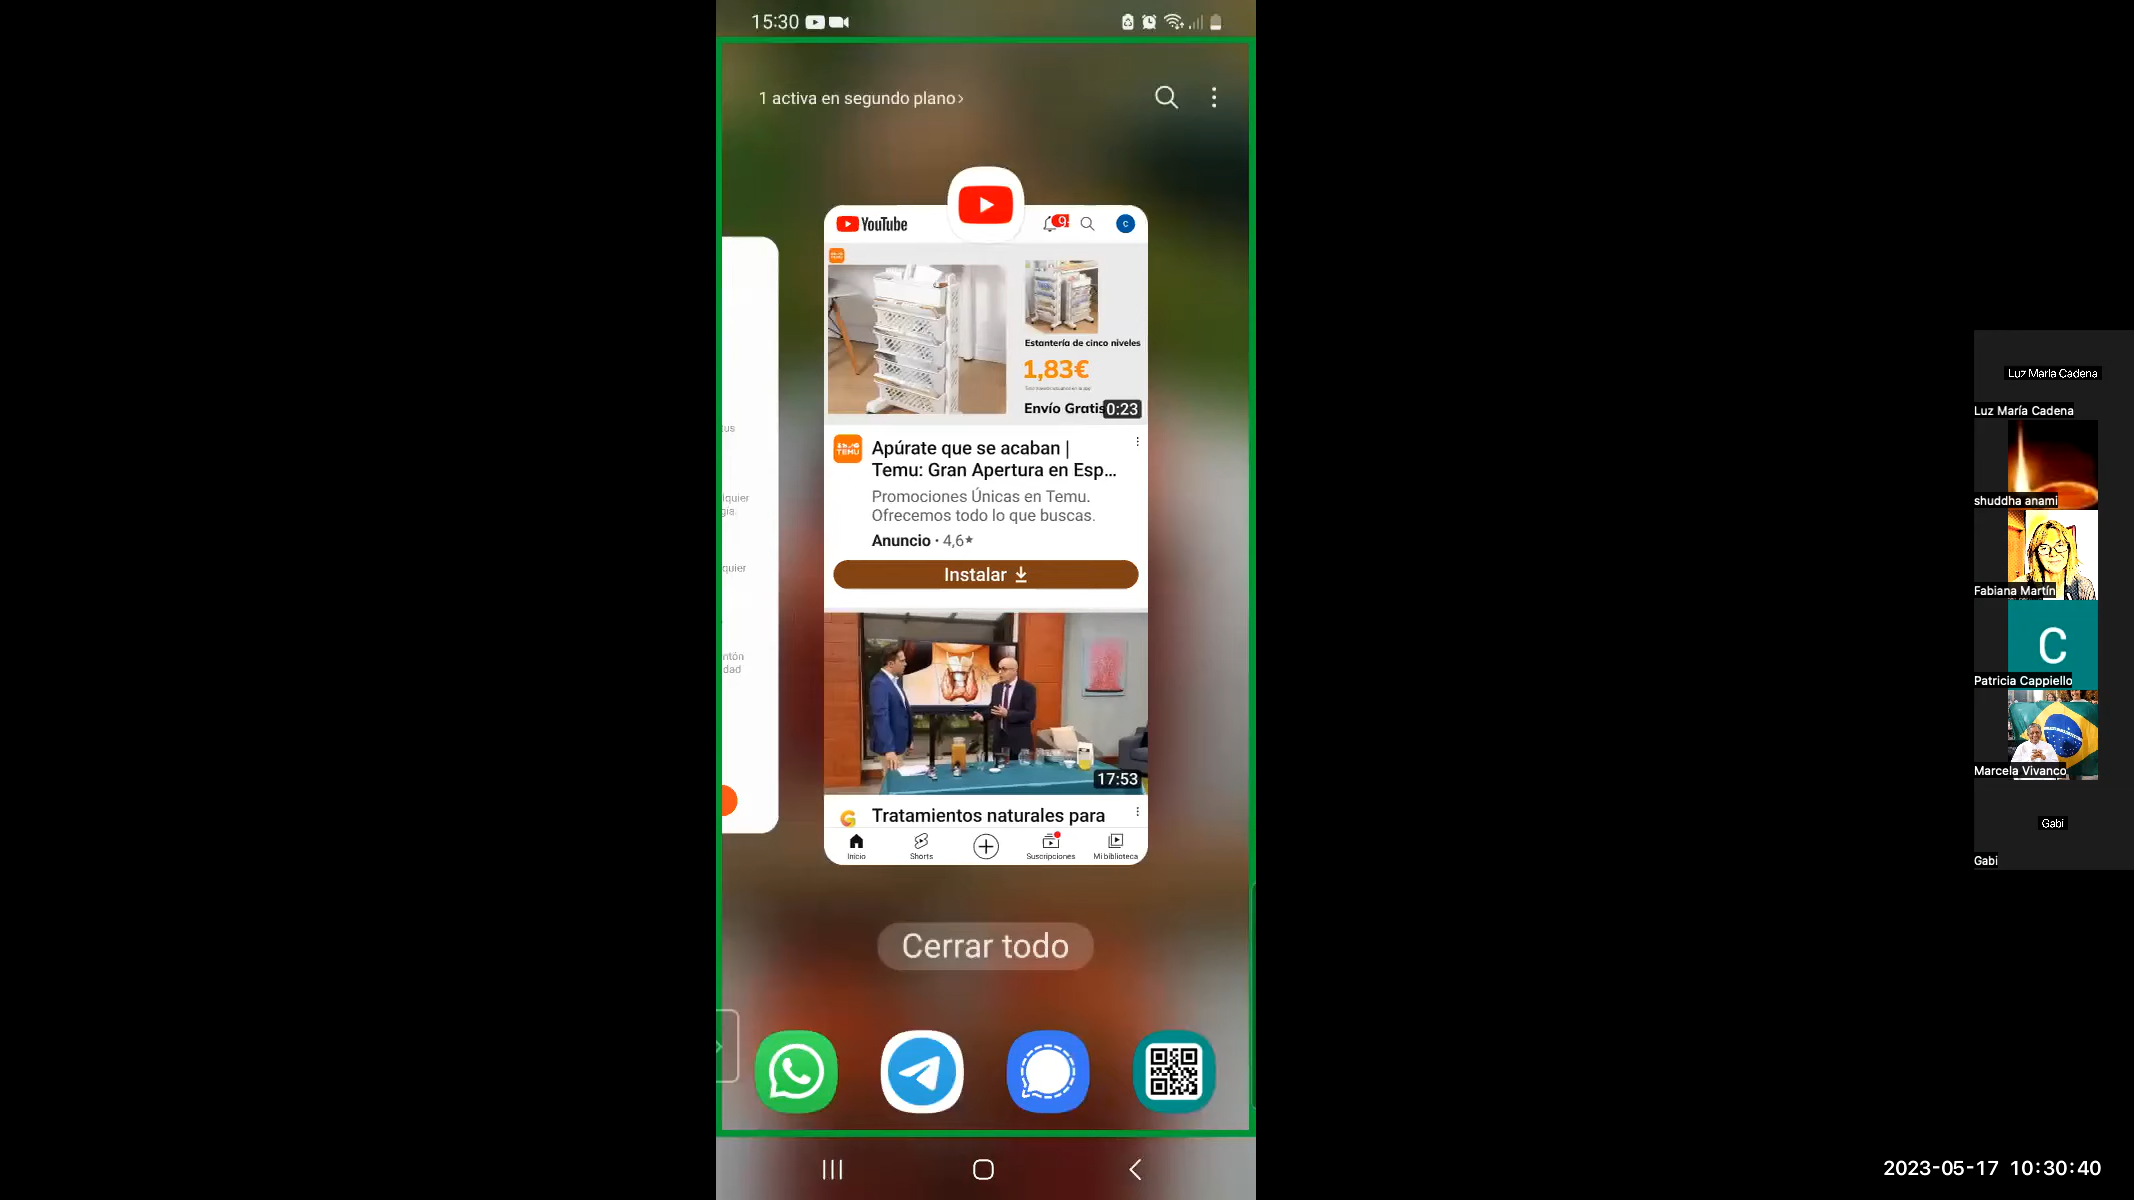 15:30
1 activa en segundo plano ›
YouTube
9
C
Estantería de cinco niveles
1,83€
Envío Gratis
0:23
TEMU
Apúrate que se acaban |
Temu: Gran Apertura en Esp...
Promociones Únicas en Temu.
Ofrecemos todo lo que buscas.
Anuncio · 4,6★
Instalar
17:53
Tratamientos naturales para
Inicio
Shorts
Suscripciones
Mi biblioteca
Cerrar todo
Luz María Cadena
Luz María Cadena
shuddha anami
Fabiana Martín
C
Patricia Cappiello
Marcela Vivanco
Gabi
Gabi
2023-05-17 10:30:40